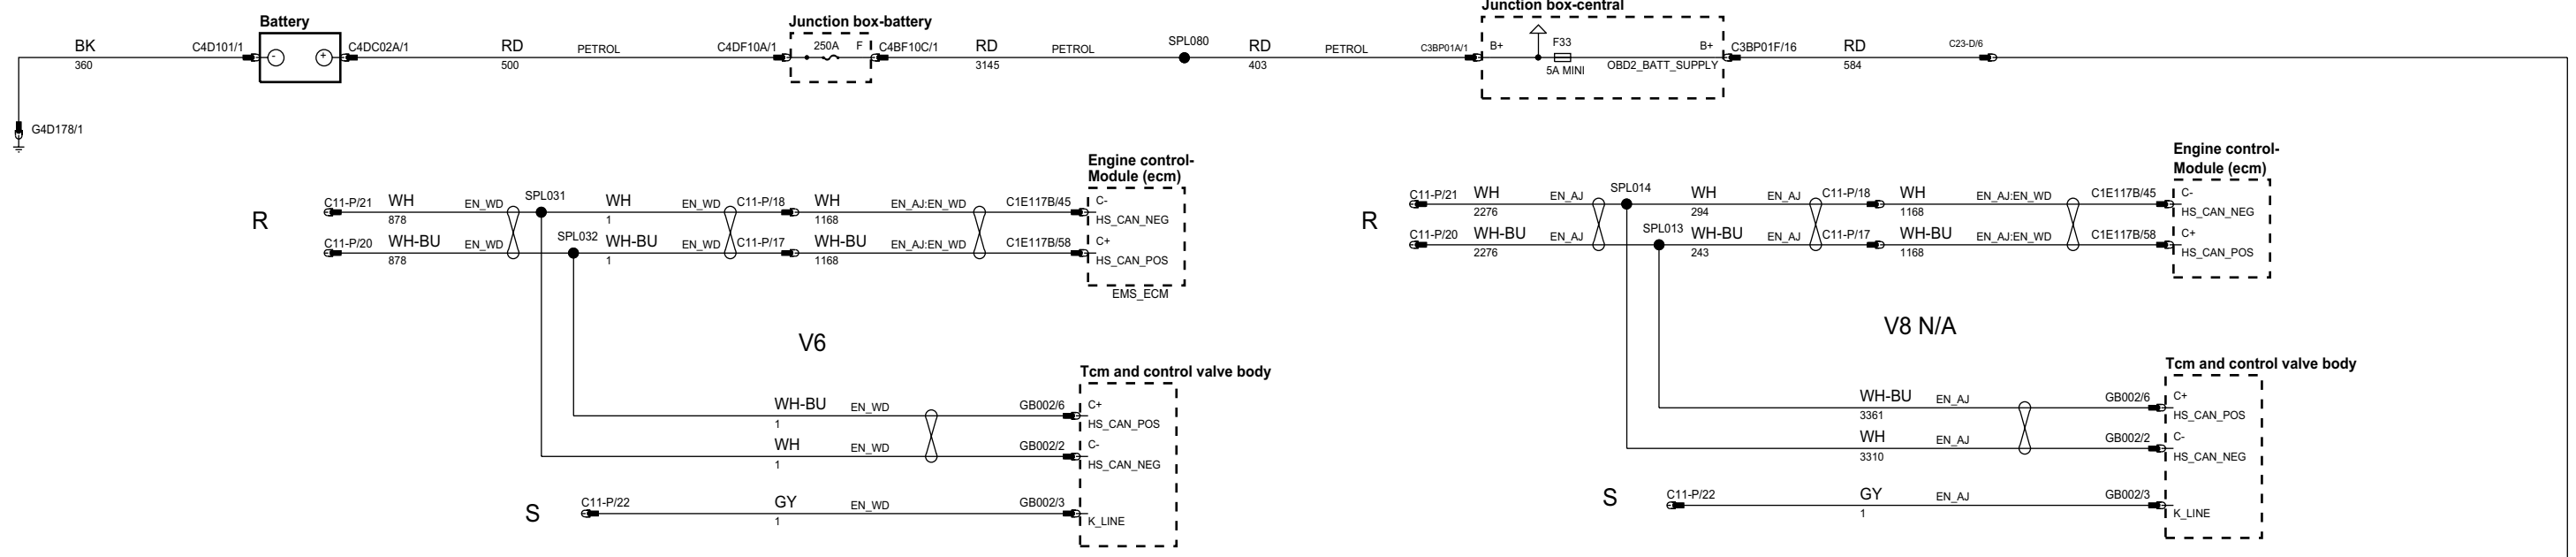 Battery
Junction box-battery
Junction box-central
BK
360
C4D101/1
-
+
C4DC02A/1
RD
500
PETROL
C4DF10A/1
250A
F
C4BF10C/1
RD
3145
PETROL
SPL080
RD
403
PETROL
C3BP01A/1
B+
F33
5A MINI
B+
OBD2_BATT_SUPPLY
C3BP01F/16
RD
584
C23-D/6
G4D178/1
R
C11-P/21
WH
878
EN_WD
SPL031
WH
1
EN_WD
C11-P/18
WH
1168
EN_AJ:EN_WD
C1E117B/45
Engine control-
Module (ecm)
C-
HS_CAN_NEG
C11-P/20
WH-BU
878
EN_WD
SPL032
WH-BU
1
EN_WD
C11-P/17
WH-BU
1168
EN_AJ:EN_WD
C1E117B/58
C+
HS_CAN_POS
EMS_ECM
V6
Tcm and control valve body
WH-BU
1
EN_WD
GB002/6
C+
HS_CAN_POS
WH
1
EN_WD
GB002/2
C-
HS_CAN_NEG
S
C11-P/22
GY
1
EN_WD
GB002/3
K_LINE
R
C11-P/21
WH
2276
EN_AJ
SPL014
WH
294
EN_AJ
C11-P/18
WH
1168
EN_AJ:EN_WD
C1E117B/45
Engine control-
Module (ecm)
C-
HS_CAN_NEG
C11-P/20
WH-BU
2276
EN_AJ
SPL013
WH-BU
243
EN_AJ
C11-P/17
WH-BU
1168
EN_AJ:EN_WD
C1E117B/58
C+
HS_CAN_POS
V8 N/A
Tcm and control valve body
WH-BU
3361
EN_AJ
GB002/6
C+
HS_CAN_POS
WH
3310
EN_AJ
GB002/2
C-
HS_CAN_NEG
S
C11-P/22
GY
1
EN_AJ
GB002/3
K_LINE